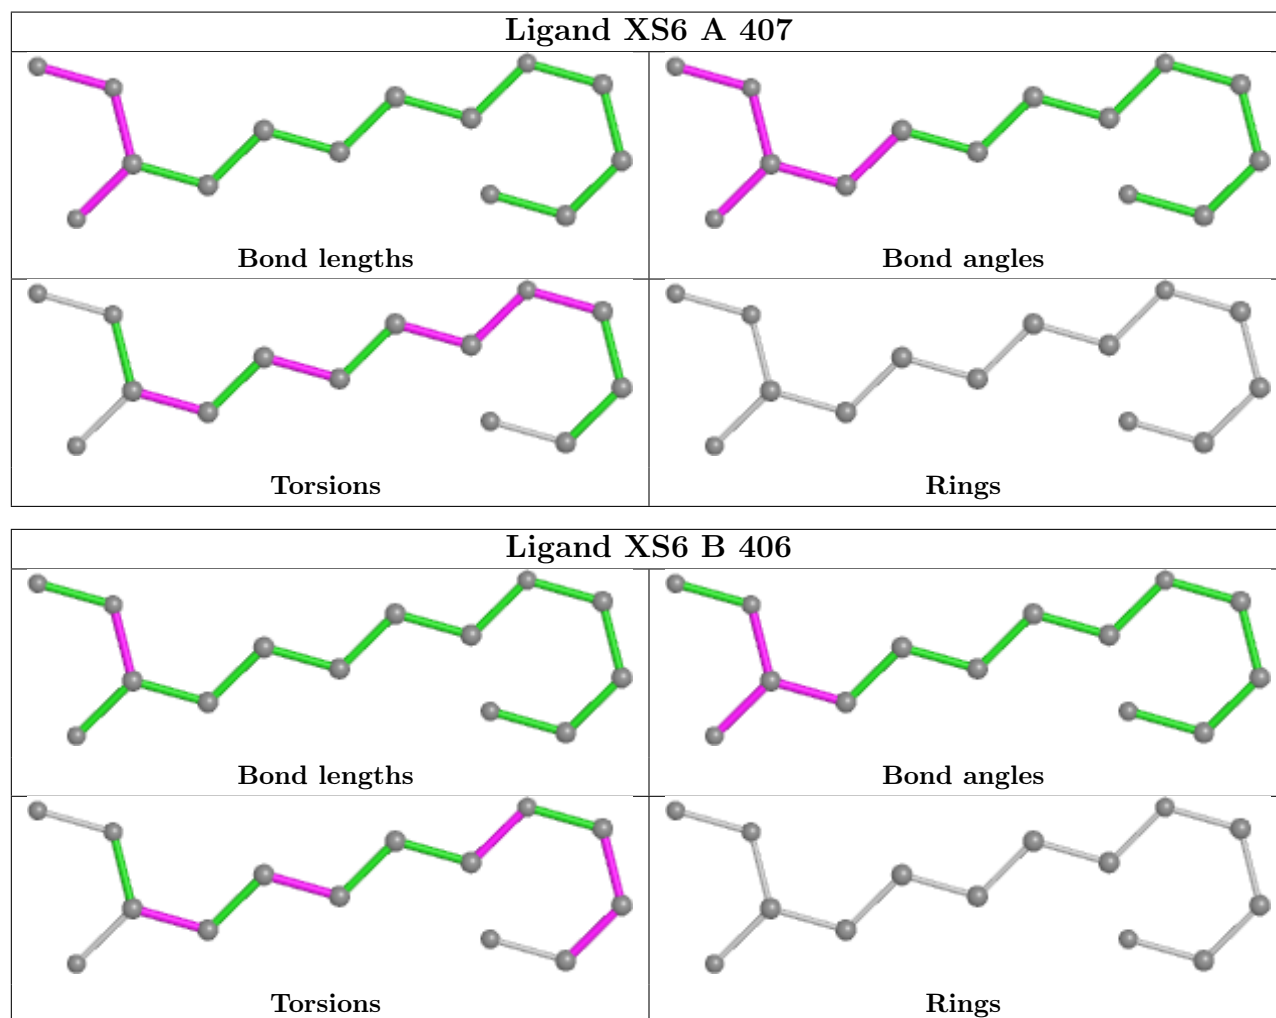 Ligand XS6 A 407
Bond lengths
Bond angles
Torsions
Rings
Ligand XS6 B 406
Bond lengths
Bond angles
Torsions
Rings